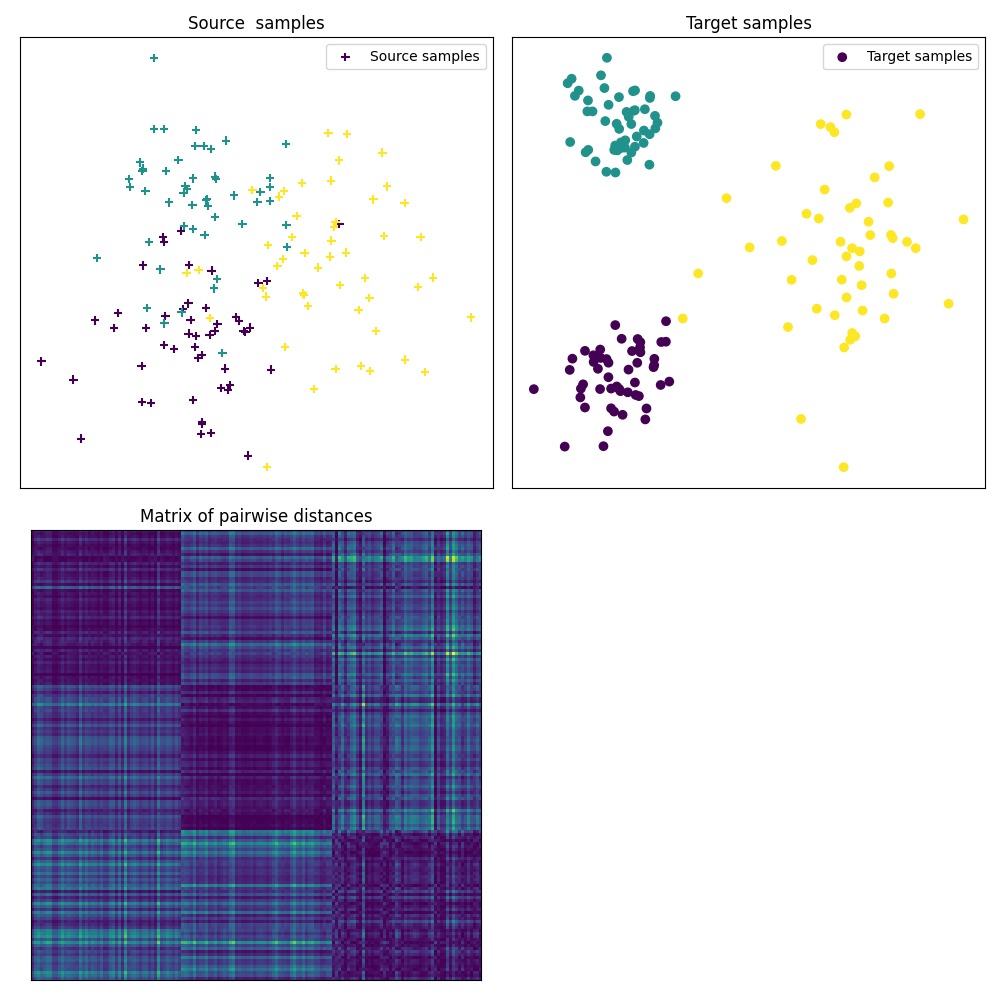 Source  samples
Source samples
Target samples
Target samples
Matrix of pairwise distances